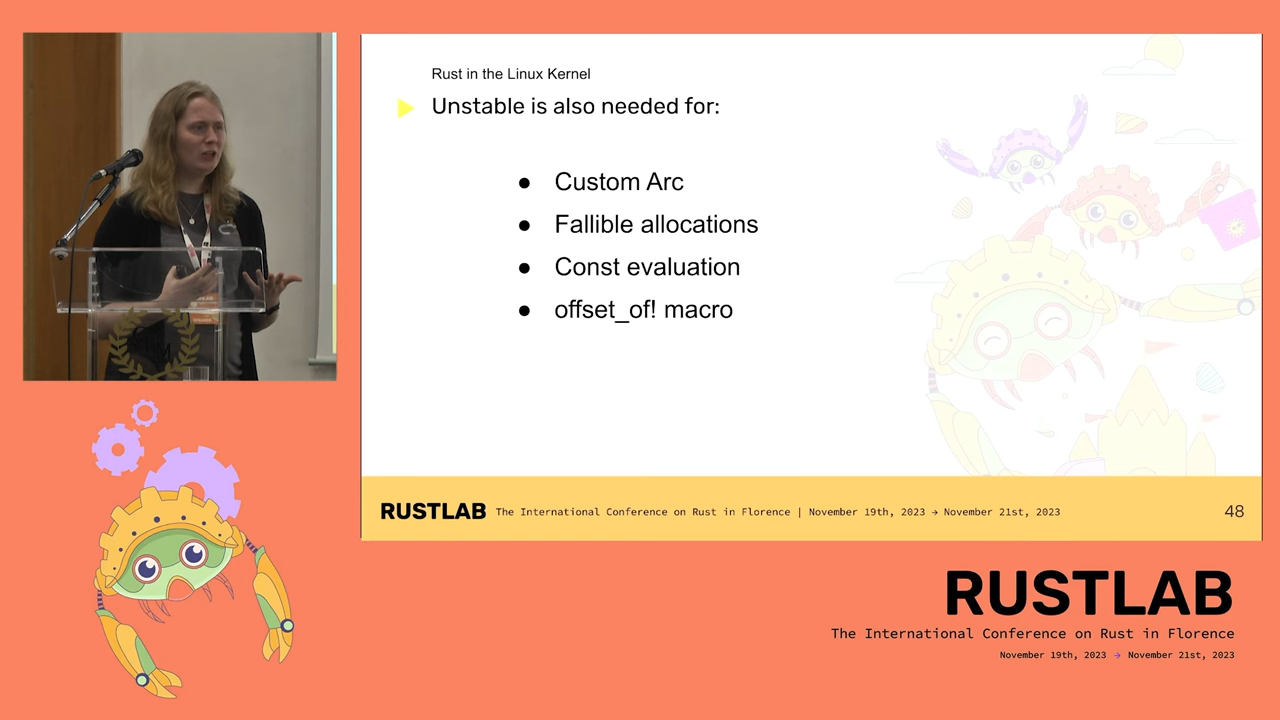 Rust in the Linux Kernel
Unstable is also needed for:
● Custom Arc
● Fallible allocations
● Const evaluation
● offset_of! macro
RUSTLAB The International Conference on Rust in Florence | November 19th, 2023 → November 21st, 2023
48
RUSTLAB
The International Conference on Rust in Florence
November 19th, 2023 → November 21st, 2023